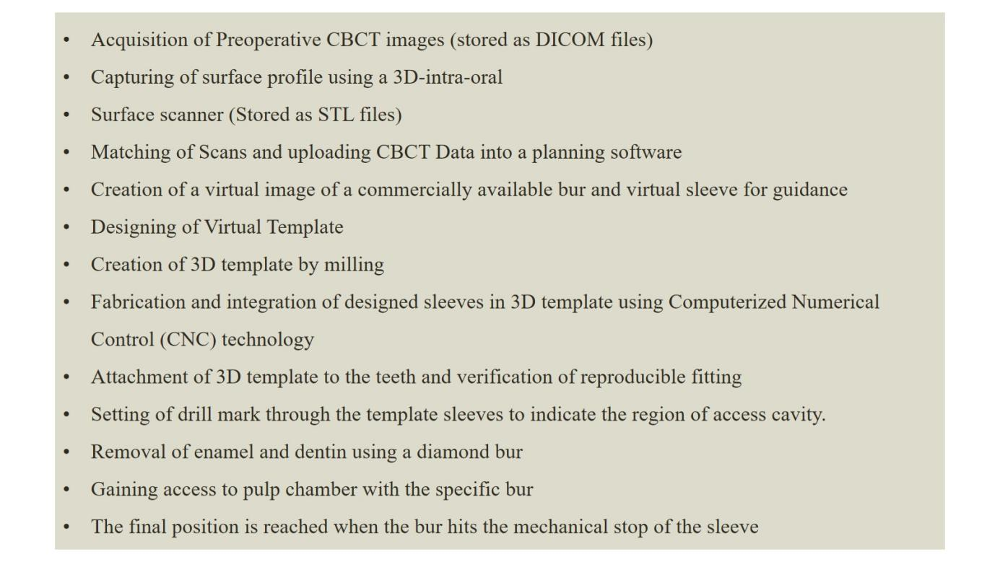 • Acquisition of Preoperative CBCT images (stored as DICOM files)
• Capturing of surface profile using a 3D-intra-oral
• Surface scanner (Stored as STL files)
• Matching of Scans and uploading CBCT Data into a planning software
• Creation of a virtual image of a commercially available bur and virtual sleeve for guidance
• Designing of Virtual Template
• Creation of 3D template by milling
• Fabrication and integration of designed sleeves in 3D template using Computerized Numerical
Control (CNC) technology
• Attachment of 3D template to the teeth and verification of reproducible fitting
• Setting of drill mark through the template sleeves to indicate the region of access cavity.
• Removal of enamel and dentin using a diamond bur
• Gaining access to pulp chamber with the specific bur
• The final position is reached when the bur hits the mechanical stop of the sleeve